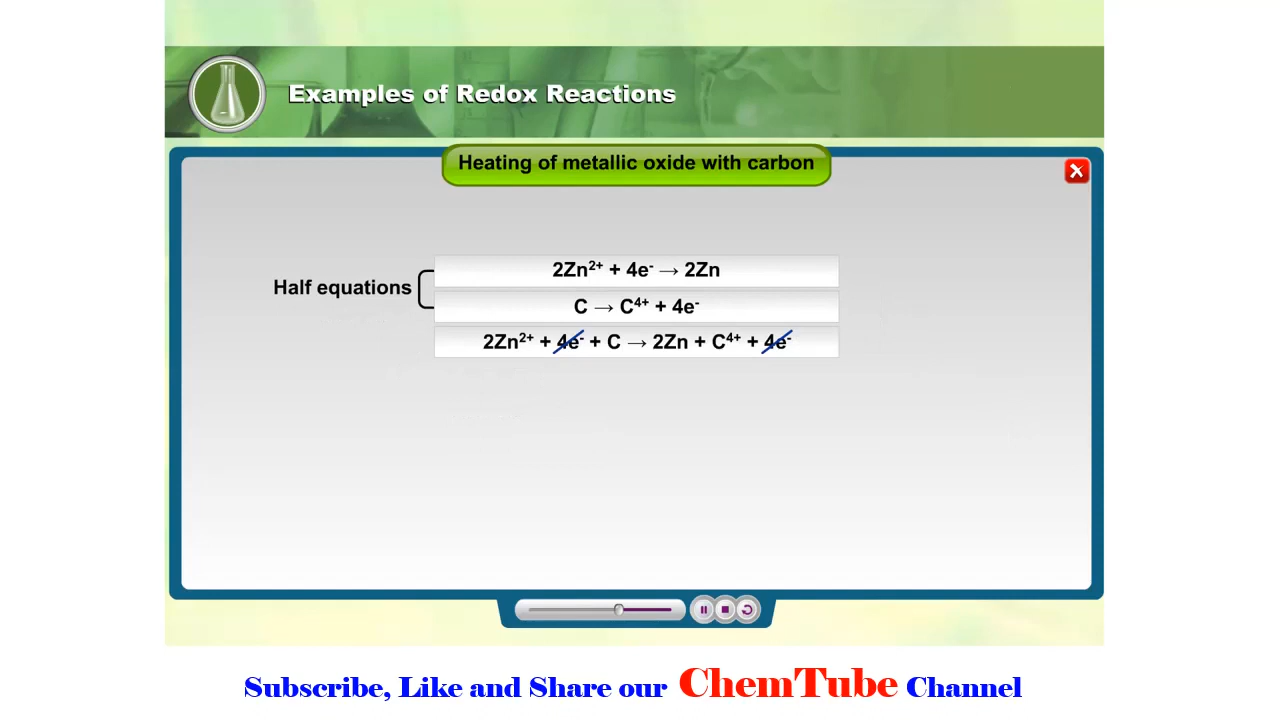 Examples of Redox Reactions
Heating of metallic oxide with carbon
2Zn²⁺ + 4e⁻ → 2Zn
Half equations
C → C⁴⁺ + 4e⁻
2Zn²⁺ + 4e⁻ + C → 2Zn + C⁴⁺ + 4e⁻
Subscribe, Like and Share our ChemTube Channel